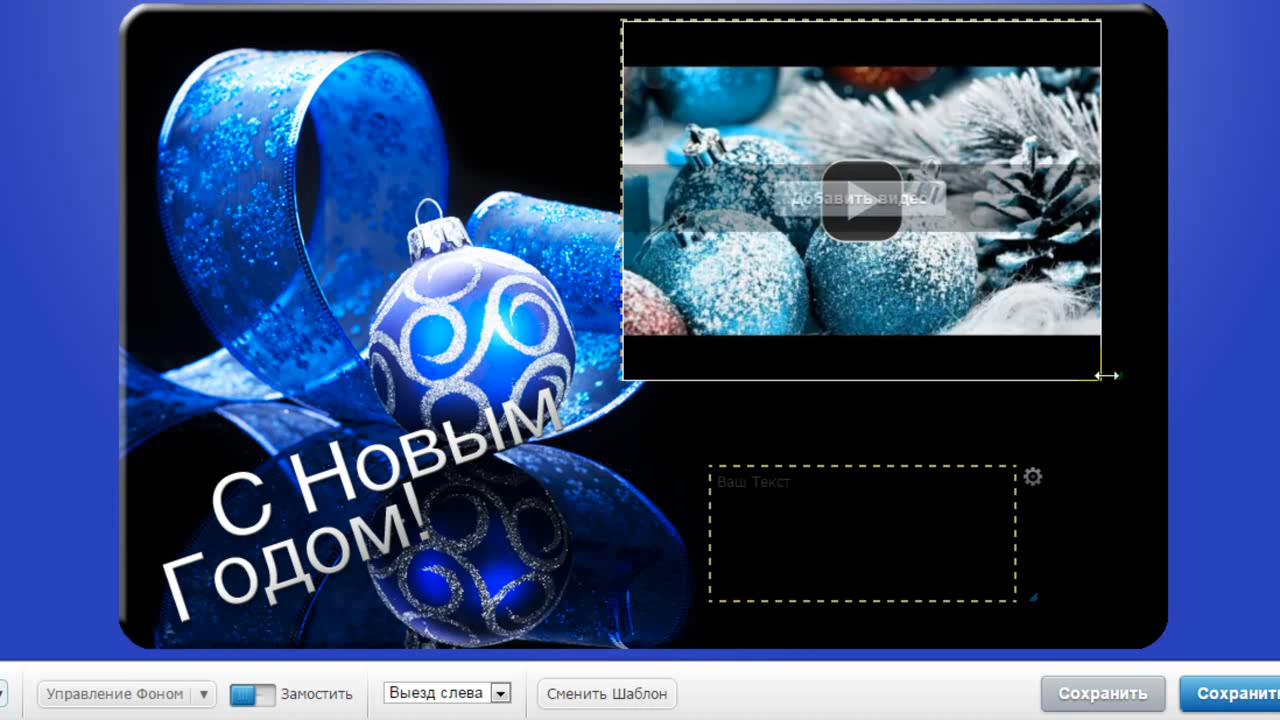 Добавить видео
С Новым
Годом!
Ваш Текст
Управление Фоном
Замостить
Выезд слева
Сменить Шаблон
Сохранить
Сохранить